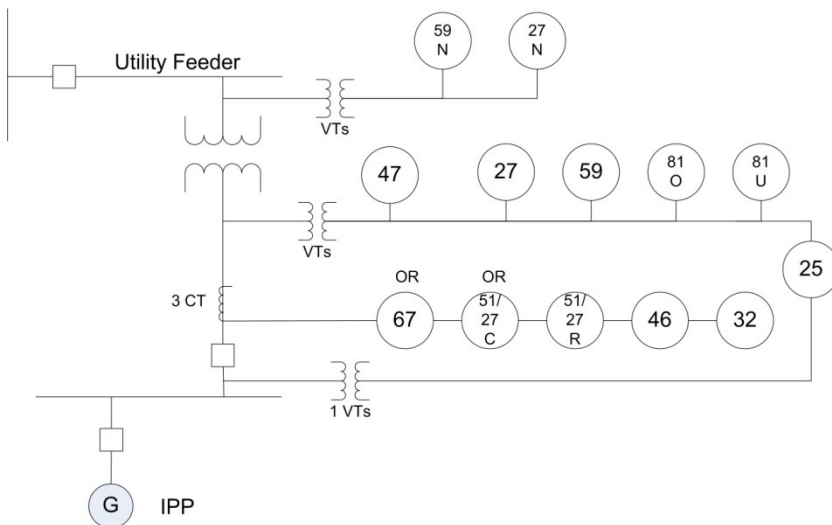 59
N
27
N
Utility Feeder
VTs
47
27
59
81
O
81
U
VTs
25
OR
OR
3 CT
67
51/
27
C
51/
27
R
46
32
1 VTs
G
IPP